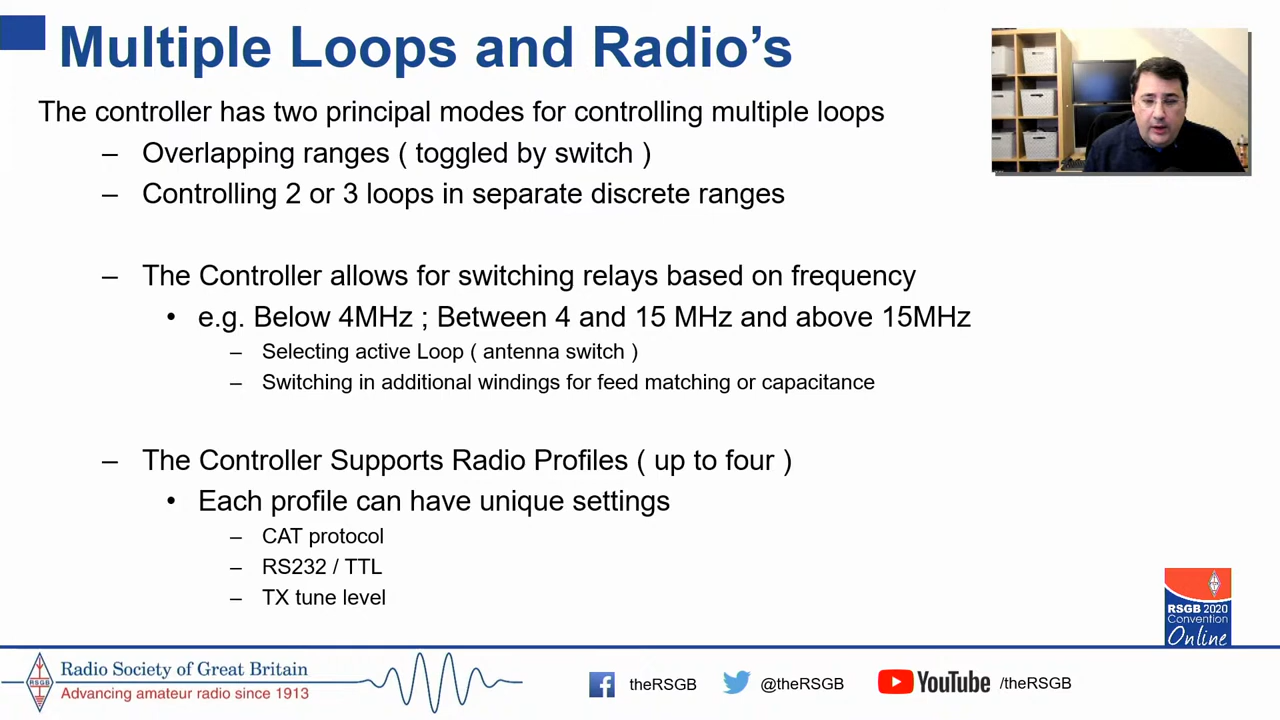 Multiple Loops and Radio's
The controller has two principal modes for controlling multiple loops
– Overlapping ranges ( toggled by switch )
– Controlling 2 or 3 loops in separate discrete ranges
– The Controller allows for switching relays based on frequency
• e.g. Below 4MHz ; Between 4 and 15 MHz and above 15MHz
– Selecting active Loop ( antenna switch )
– Switching in additional windings for feed matching or capacitance
– The Controller Supports Radio Profiles ( up to four )
• Each profile can have unique settings
– CAT protocol
– RS232 / TTL
– TX tune level
RSGB 2020
Convention
Online
RSGB
Radio Society of Great Britain
Advancing amateur radio since 1913
theRSGB
@theRSGB
YouTube /theRSGB